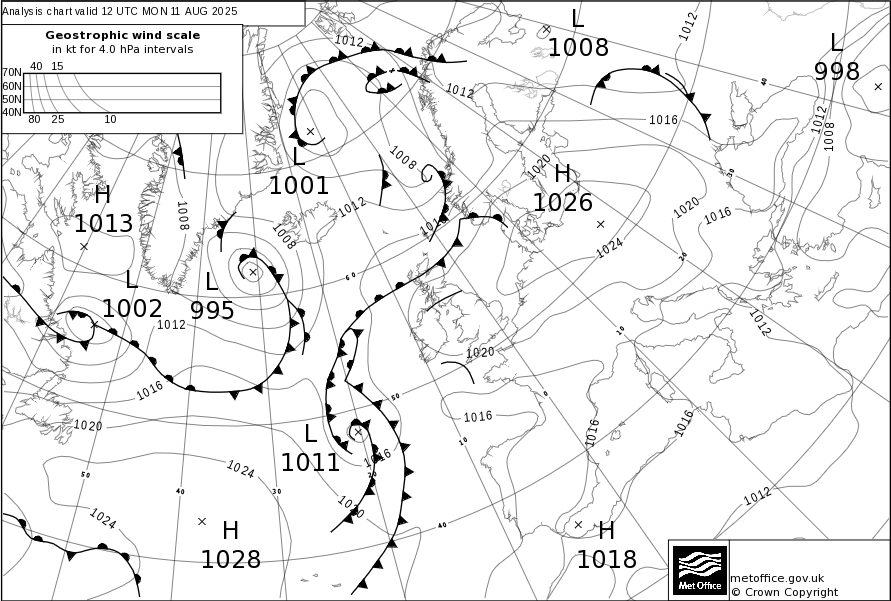 Analysis chart valid 12 UTC MON 11 AUG 2025
Geostrophic wind scale
in kt for 4.0 hPa intervals
40 15
70N
60N
50N
40N
80 25 10
L
1008
L
998
1012
1012
1012
1012
1008
40
1016
L
1001
1008
1020
H
1026
30
H
1013
1008
1012
1020
1016
1008
1024
20
L
1002
L
995
60
1012
1012
10
1020
1016
50
0
1020
1016
1016
1016
L
1011
1016
10
1024
50
40
30
20
1012
1020
1024
40
H
1028
H
1018
Met Office
metoffice.gov.uk
© Crown Copyright